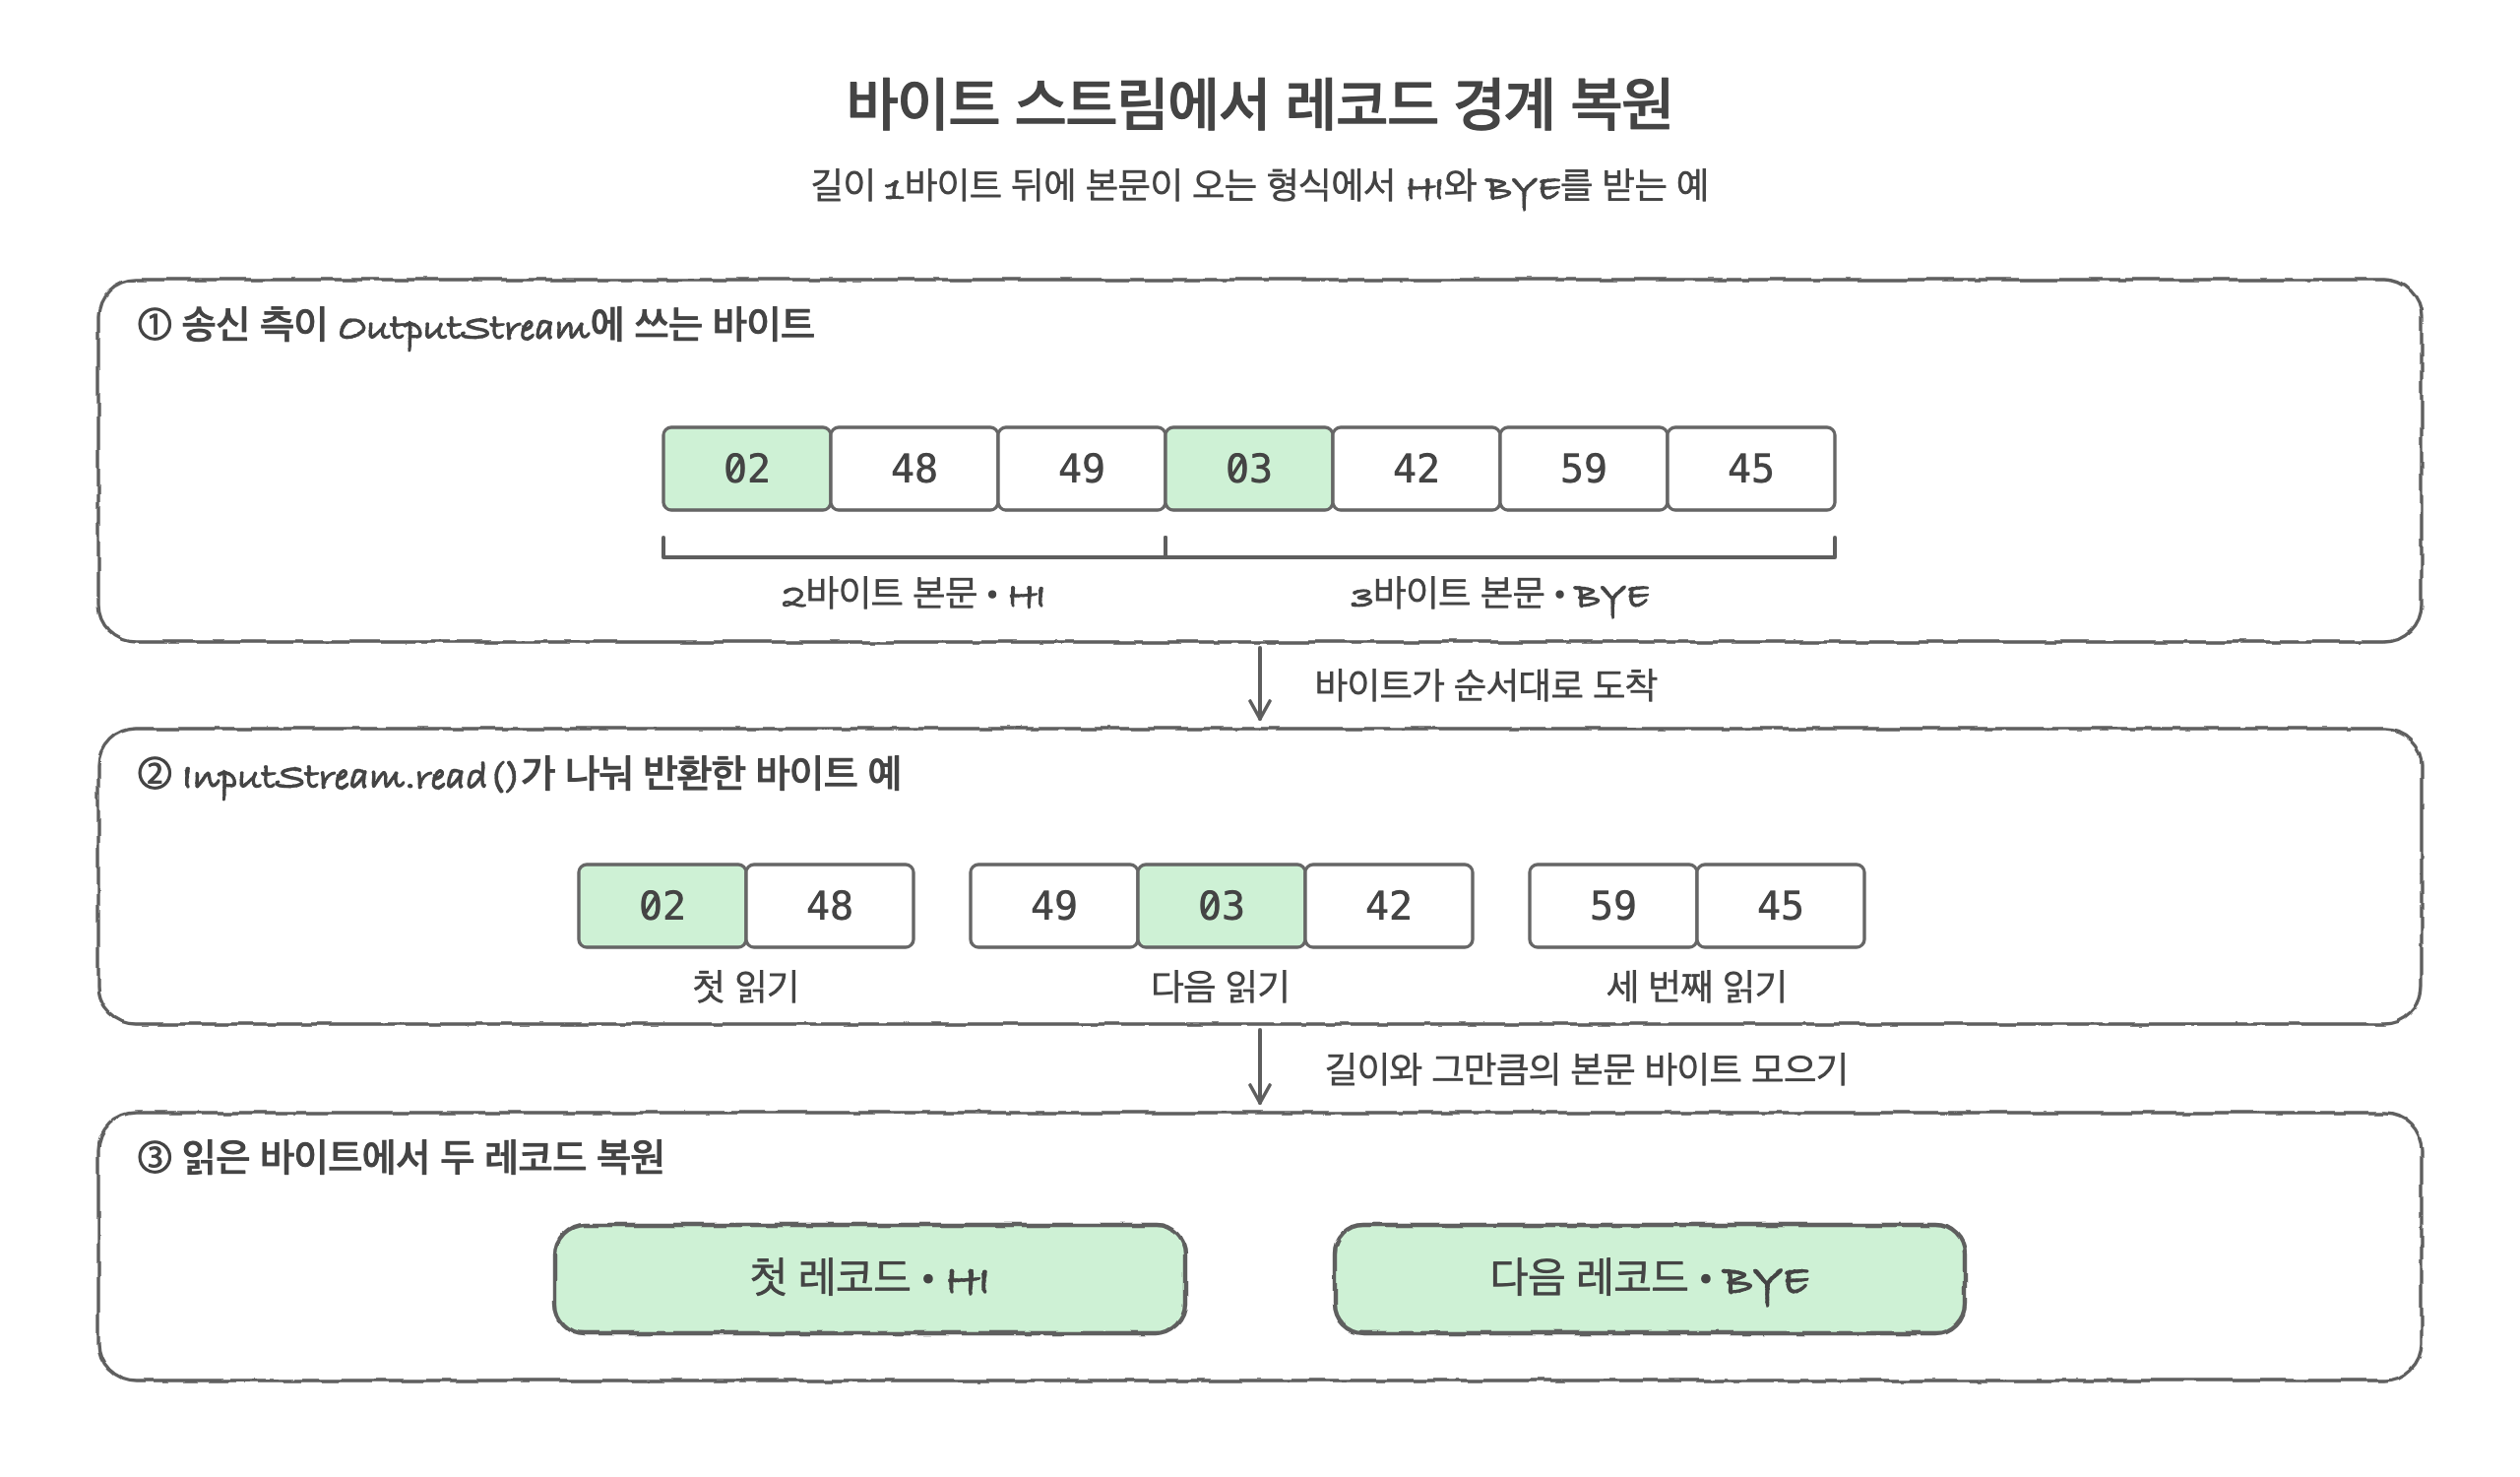 바이트 스트림에서 레코드 경계 복원
길이 1바이트 뒤에 본문이 오는 형식에서 HI와 BYE를 받는 예
① 송신 측이 OutputStream에 쓰는 바이트
02 48 49 03 42 59 45
2바이트 본문 · HI 3바이트 본문 · BYE
바이트가 순서대로 도착
② InputStream.read()가 나눠 반환한 바이트 예
02 48 49 03 42 59 45
첫 읽기 다음 읽기 세 번째 읽기
길이와 그만큼의 본문 바이트 모으기
③ 읽은 바이트에서 두 레코드 복원
첫 레코드 · HI 다음 레코드 · BYE